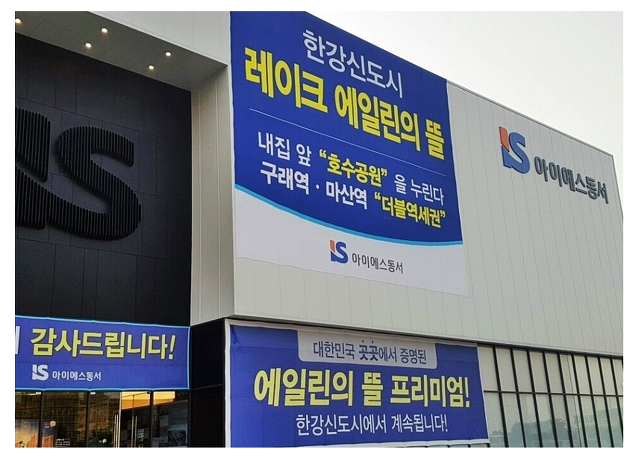 한강신도시
레이크 에일린의 뜰
내집 앞 "호수공원" 을 누린다
구래역 · 마산역 "더블역세권"
IS 아이에스동서
IS 아이에스동서
IS
감사드립니다!
IS 아이에스동서
대한민국 곳곳에서 증명된
에일린의 뜰 프리미엄!
한강신도시에서 계속됩니다!